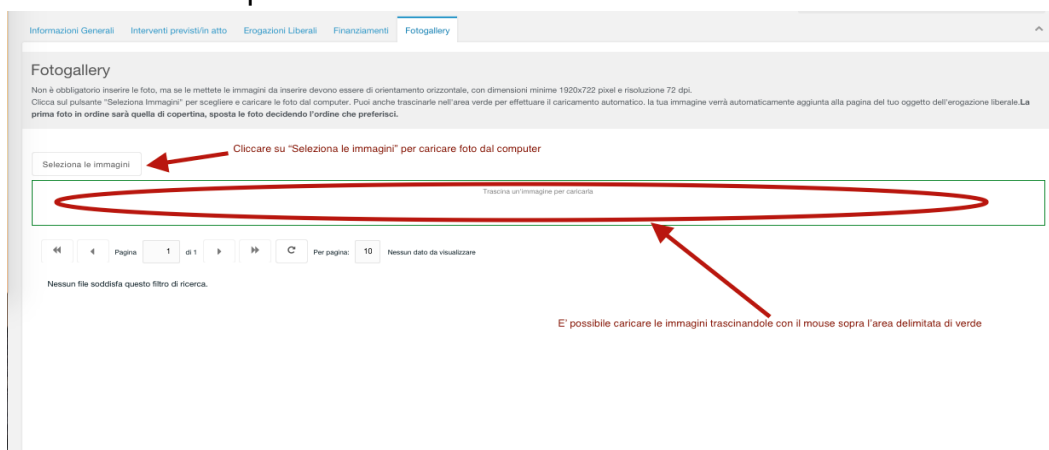 Informazioni Generali Interventi previsti/in atto Erogazioni Liberali Finanziamenti Fotogallery
Fotogallery
Non è obbligatorio inserire le foto, ma se le mettete le immagini da inserire devono essere di orientamento orizzontale, con dimensioni minime 1920x722 pixel e risoluzione 72 dpi.
Clicca sul pulsante "Seleziona Immagini" per scegliere e caricare le foto dal computer. Puoi anche trascinarle nell'area verde per effettuare il caricamento automatico. la tua immagine verrà automaticamente aggiunta alla pagina del tuo oggetto dell'erogazione liberale.La
prima foto in ordine sarà quella di copertina, sposta le foto decidendo l'ordine che preferisci.
Cliccare su "Seleziona le immagini" per caricare foto dal computer
Seleziona le immagini
Trascina un'immagine per caricarla
Pagina 1 di 1 Per pagina: 10 Nessun dato da visualizzare
Nessun file soddisfa questo filtro di ricerca.
E' possibile caricare le immagini trascinandole con il mouse sopra l'area delimitata di verde